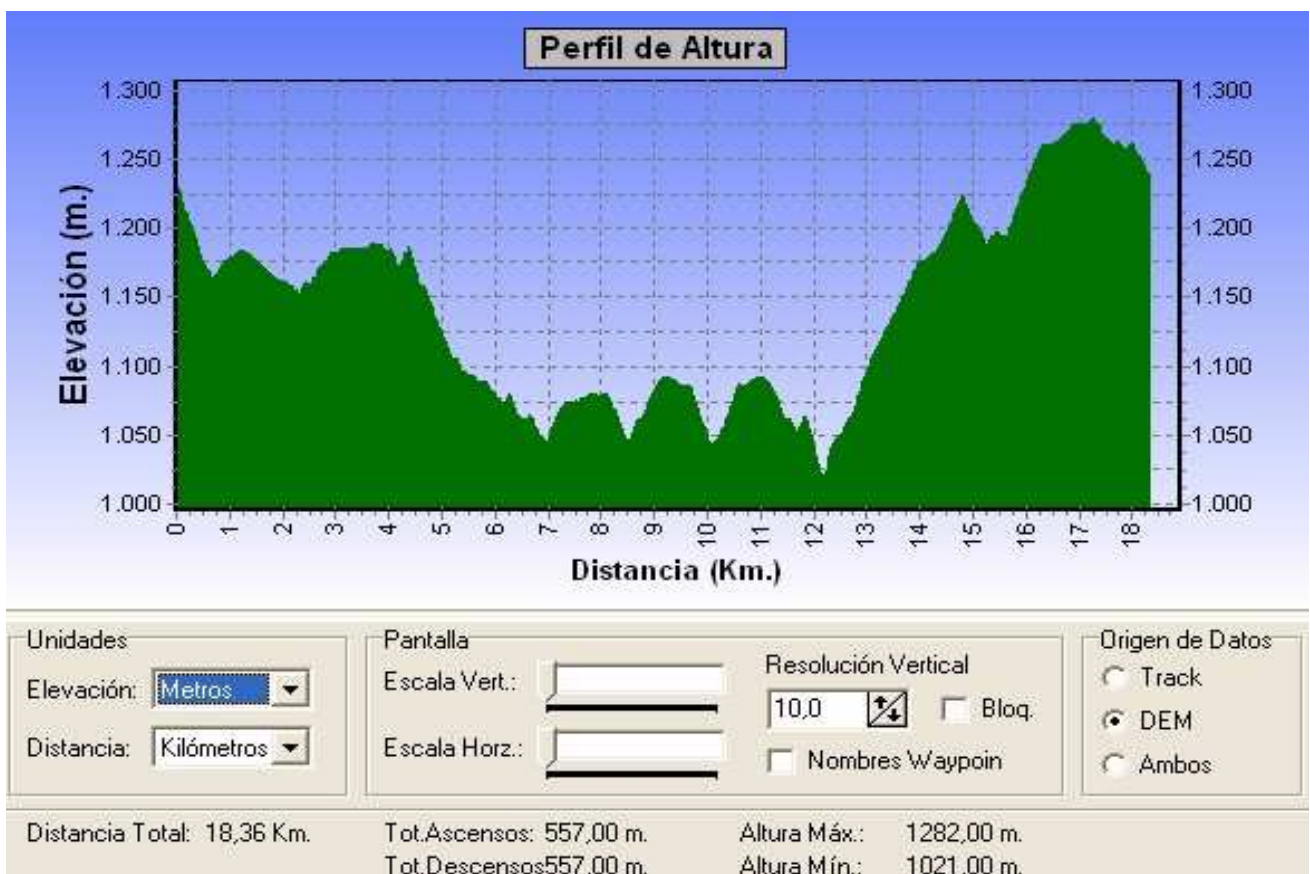 Perfil de Altura
1.300 1.300
1.250 1.250
1.200 1.200
1.150 1.150
1.100 1.100
1.050 1.050
1.000 1.000
Elevación (m.)
0 1 2 3 4 5 6 7 8 9 10 11 12 13 14 15 16 17 18
Distancia (Km.)
Unidades Pantalla Origen de Datos
Elevación: Metros Escala Vert.: Resolución Vertical Track
10,0 Bloq. DEM
Distancia: Kilómetros Escala Horz.: Nombres Waypoin Ambos
Distancia Total: 18,36 Km. Tot.Ascensos: 557,00 m. Altura Máx.: 1282,00 m.
Tot.Descensos557,00 m. Altura Mín.: 1021,00 m.